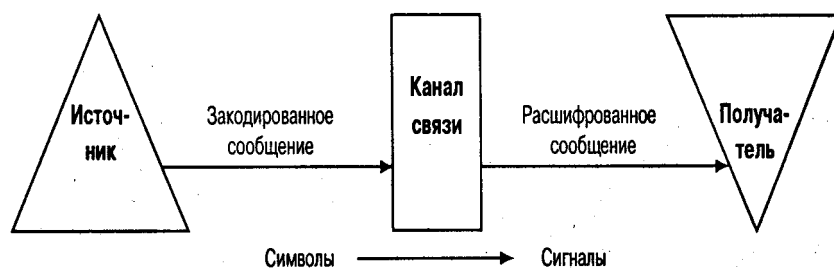 Источ-
ник
Закодированное
сообщение
Канал
связи
Расшифрованное
сообщение
Получа-
тель
Символы
Сигналы